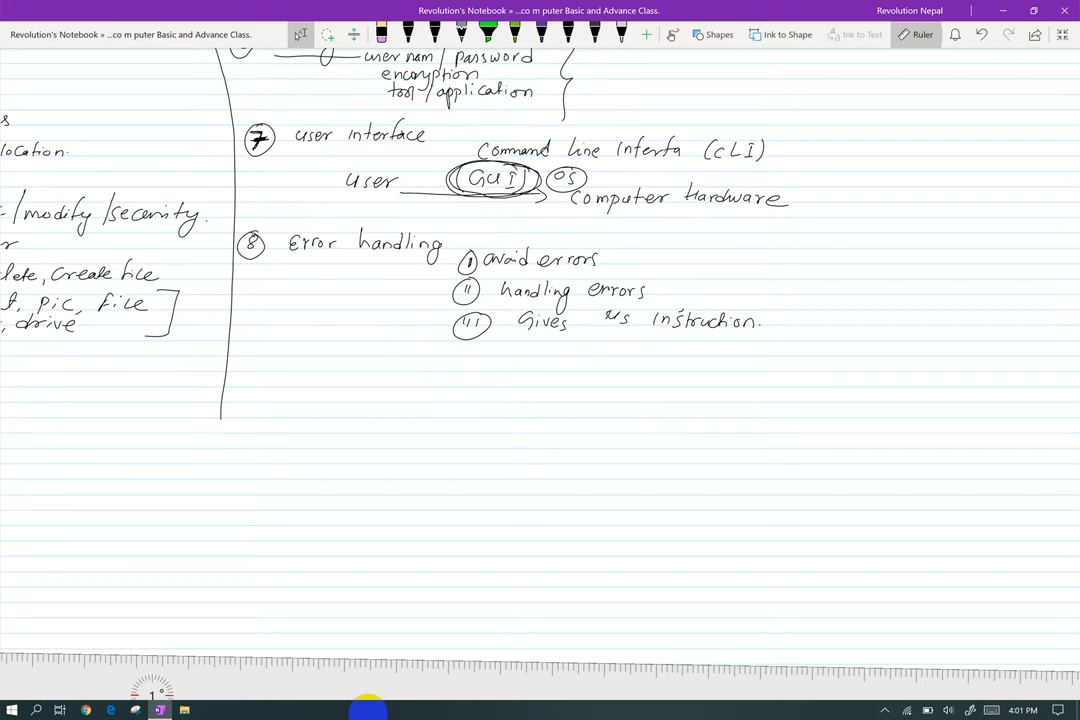 Revolution's Notebook » ...co m puter Basic and Advance Class.
Revolution Nepal
Revolution's Notebook » ...co m puter Basic and Advance Class.
Shapes
Ink to Shape
Ink to Text
Ruler
user nam / password
encryption
tool / application
s
location.
/ modify / security.
r
lete, create file
t, pic, file
, drive
7 user interface
Command Line Interfa (CLI)
user GUI OS
Computer Hardware
8 Error handling
I avoid errors
II handling errors
III Gives us instruction.
1°
4:01 PM